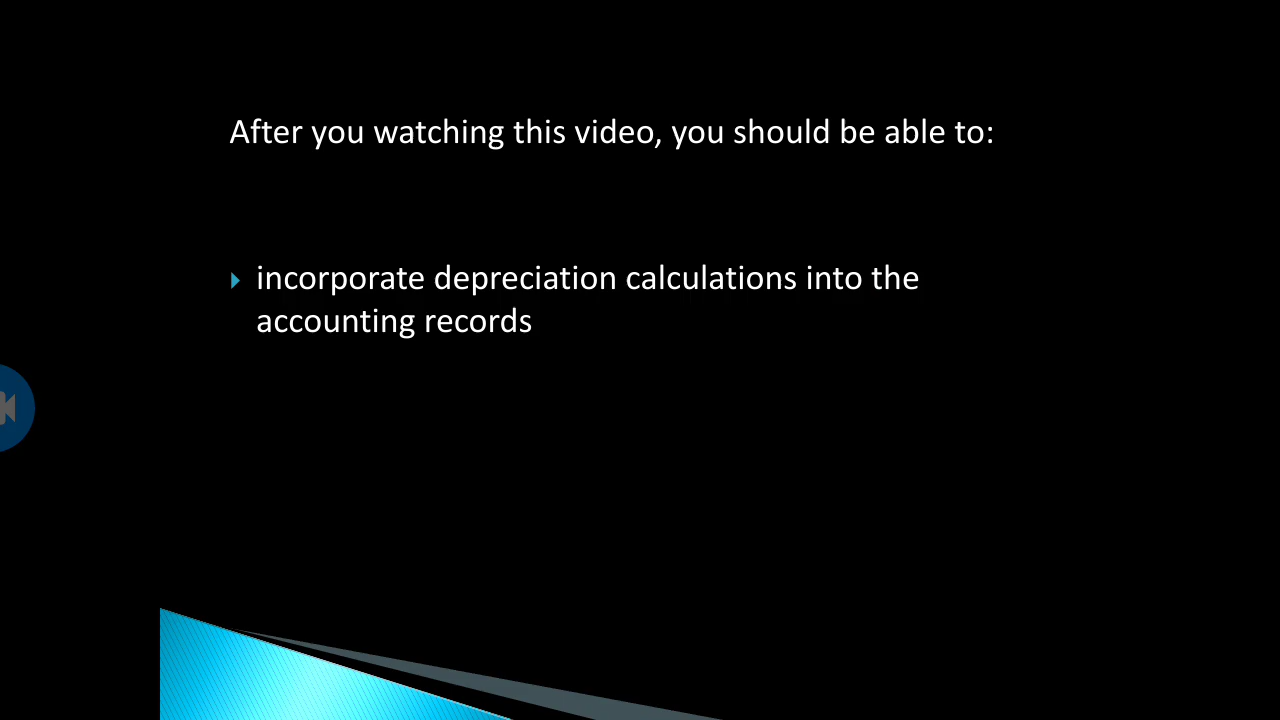 After you watching this video, you should be able to:
incorporate depreciation calculations into the
accounting records